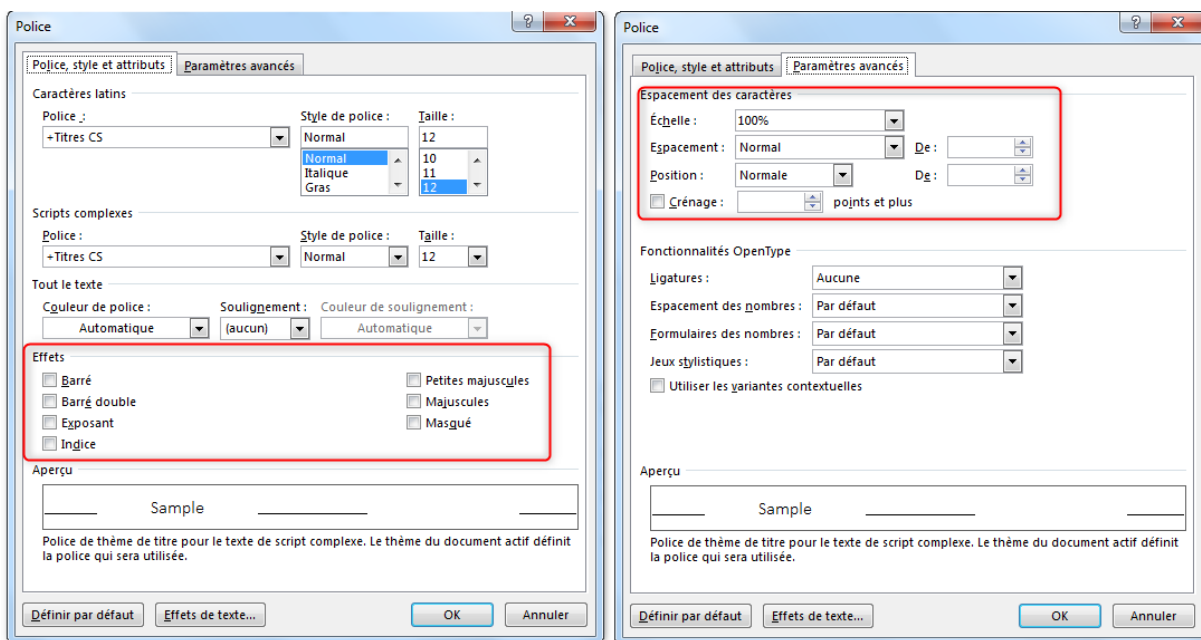 Police
Police, style et attributs Paramètres avancés
Caractères latins
Police : Style de police : Taille :
+Titres CS Normal 12
Normal 10
Italique 11
Gras 12
Scripts complexes
Police : Style de police : Taille :
+Titres CS Normal 12
Tout le texte
Couleur de police : Soulignement : Couleur de soulignement :
Automatique (aucun) Automatique
Effets
Barré Petites majuscules
Barré double Majuscules
Exposant Masqué
Indice
Aperçu
Sample
Police de thème de titre pour le texte de script complexe. Le thème du document actif définit
la police qui sera utilisée.
Définir par défaut Effets de texte... OK Annuler
Police
Police, style et attributs Paramètres avancés
Espacement des caractères
Échelle : 100%
Espacement : Normal De :
Position : Normale De :
Crénage : points et plus
Fonctionnalités OpenType
Ligatures : Aucune
Espacement des nombres : Par défaut
Formulaires des nombres : Par défaut
Jeux stylistiques : Par défaut
Utiliser les variantes contextuelles
Aperçu
Sample
Police de thème de titre pour le texte de script complexe. Le thème du document actif définit
la police qui sera utilisée.
Définir par défaut Effets de texte... OK Annuler